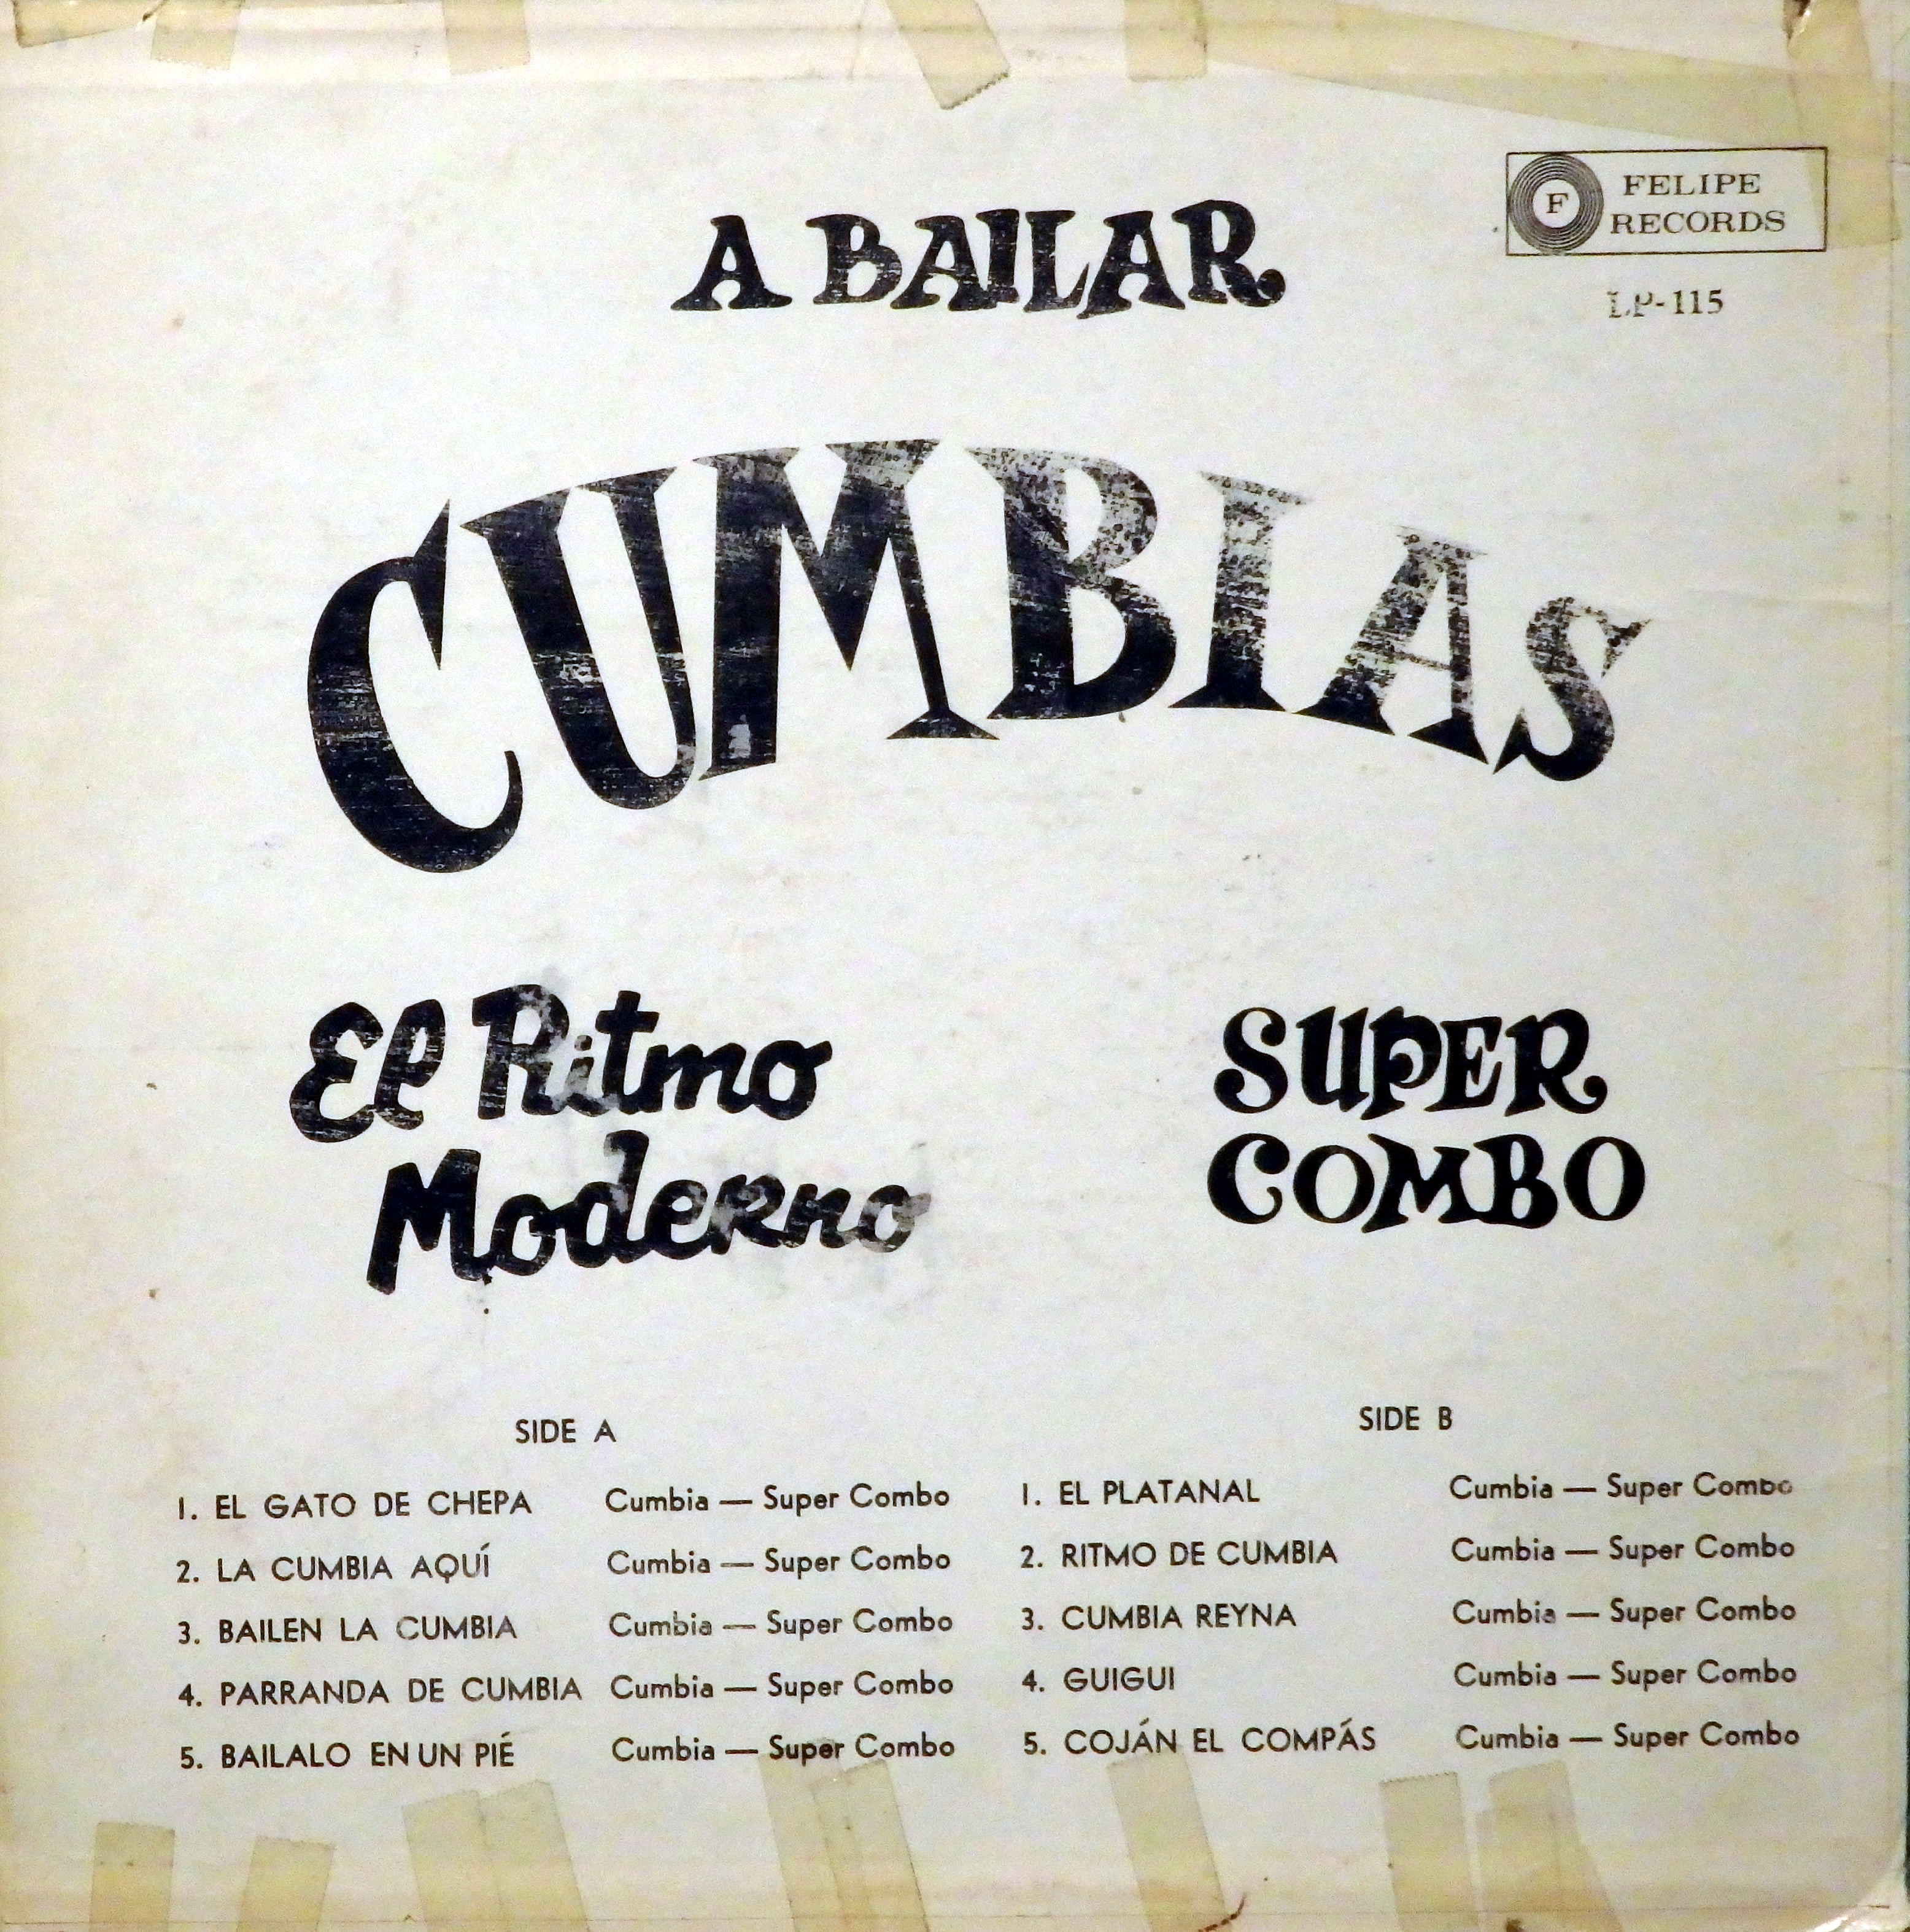 A BAILAR
F
FELIPE
RECORDS
LP-115
CUMBIAS
El Ritmo
Moderno
SUPER
COMBO
SIDE A
1. EL GATO DE CHEPA Cumbia — Super Combo
2. LA CUMBIA AQUÍ Cumbia — Super Combo
3. BAILEN LA CUMBIA Cumbia — Super Combo
4. PARRANDA DE CUMBIA Cumbia — Super Combo
5. BAILALO EN UN PIÉ Cumbia — Super Combo
SIDE B
1. EL PLATANAL Cumbia — Super Combo
2. RITMO DE CUMBIA Cumbia — Super Combo
3. CUMBIA REYNA Cumbia — Super Combo
4. GUIGUI Cumbia — Super Combo
5. COJÁN EL COMPÁS Cumbia — Super Combo